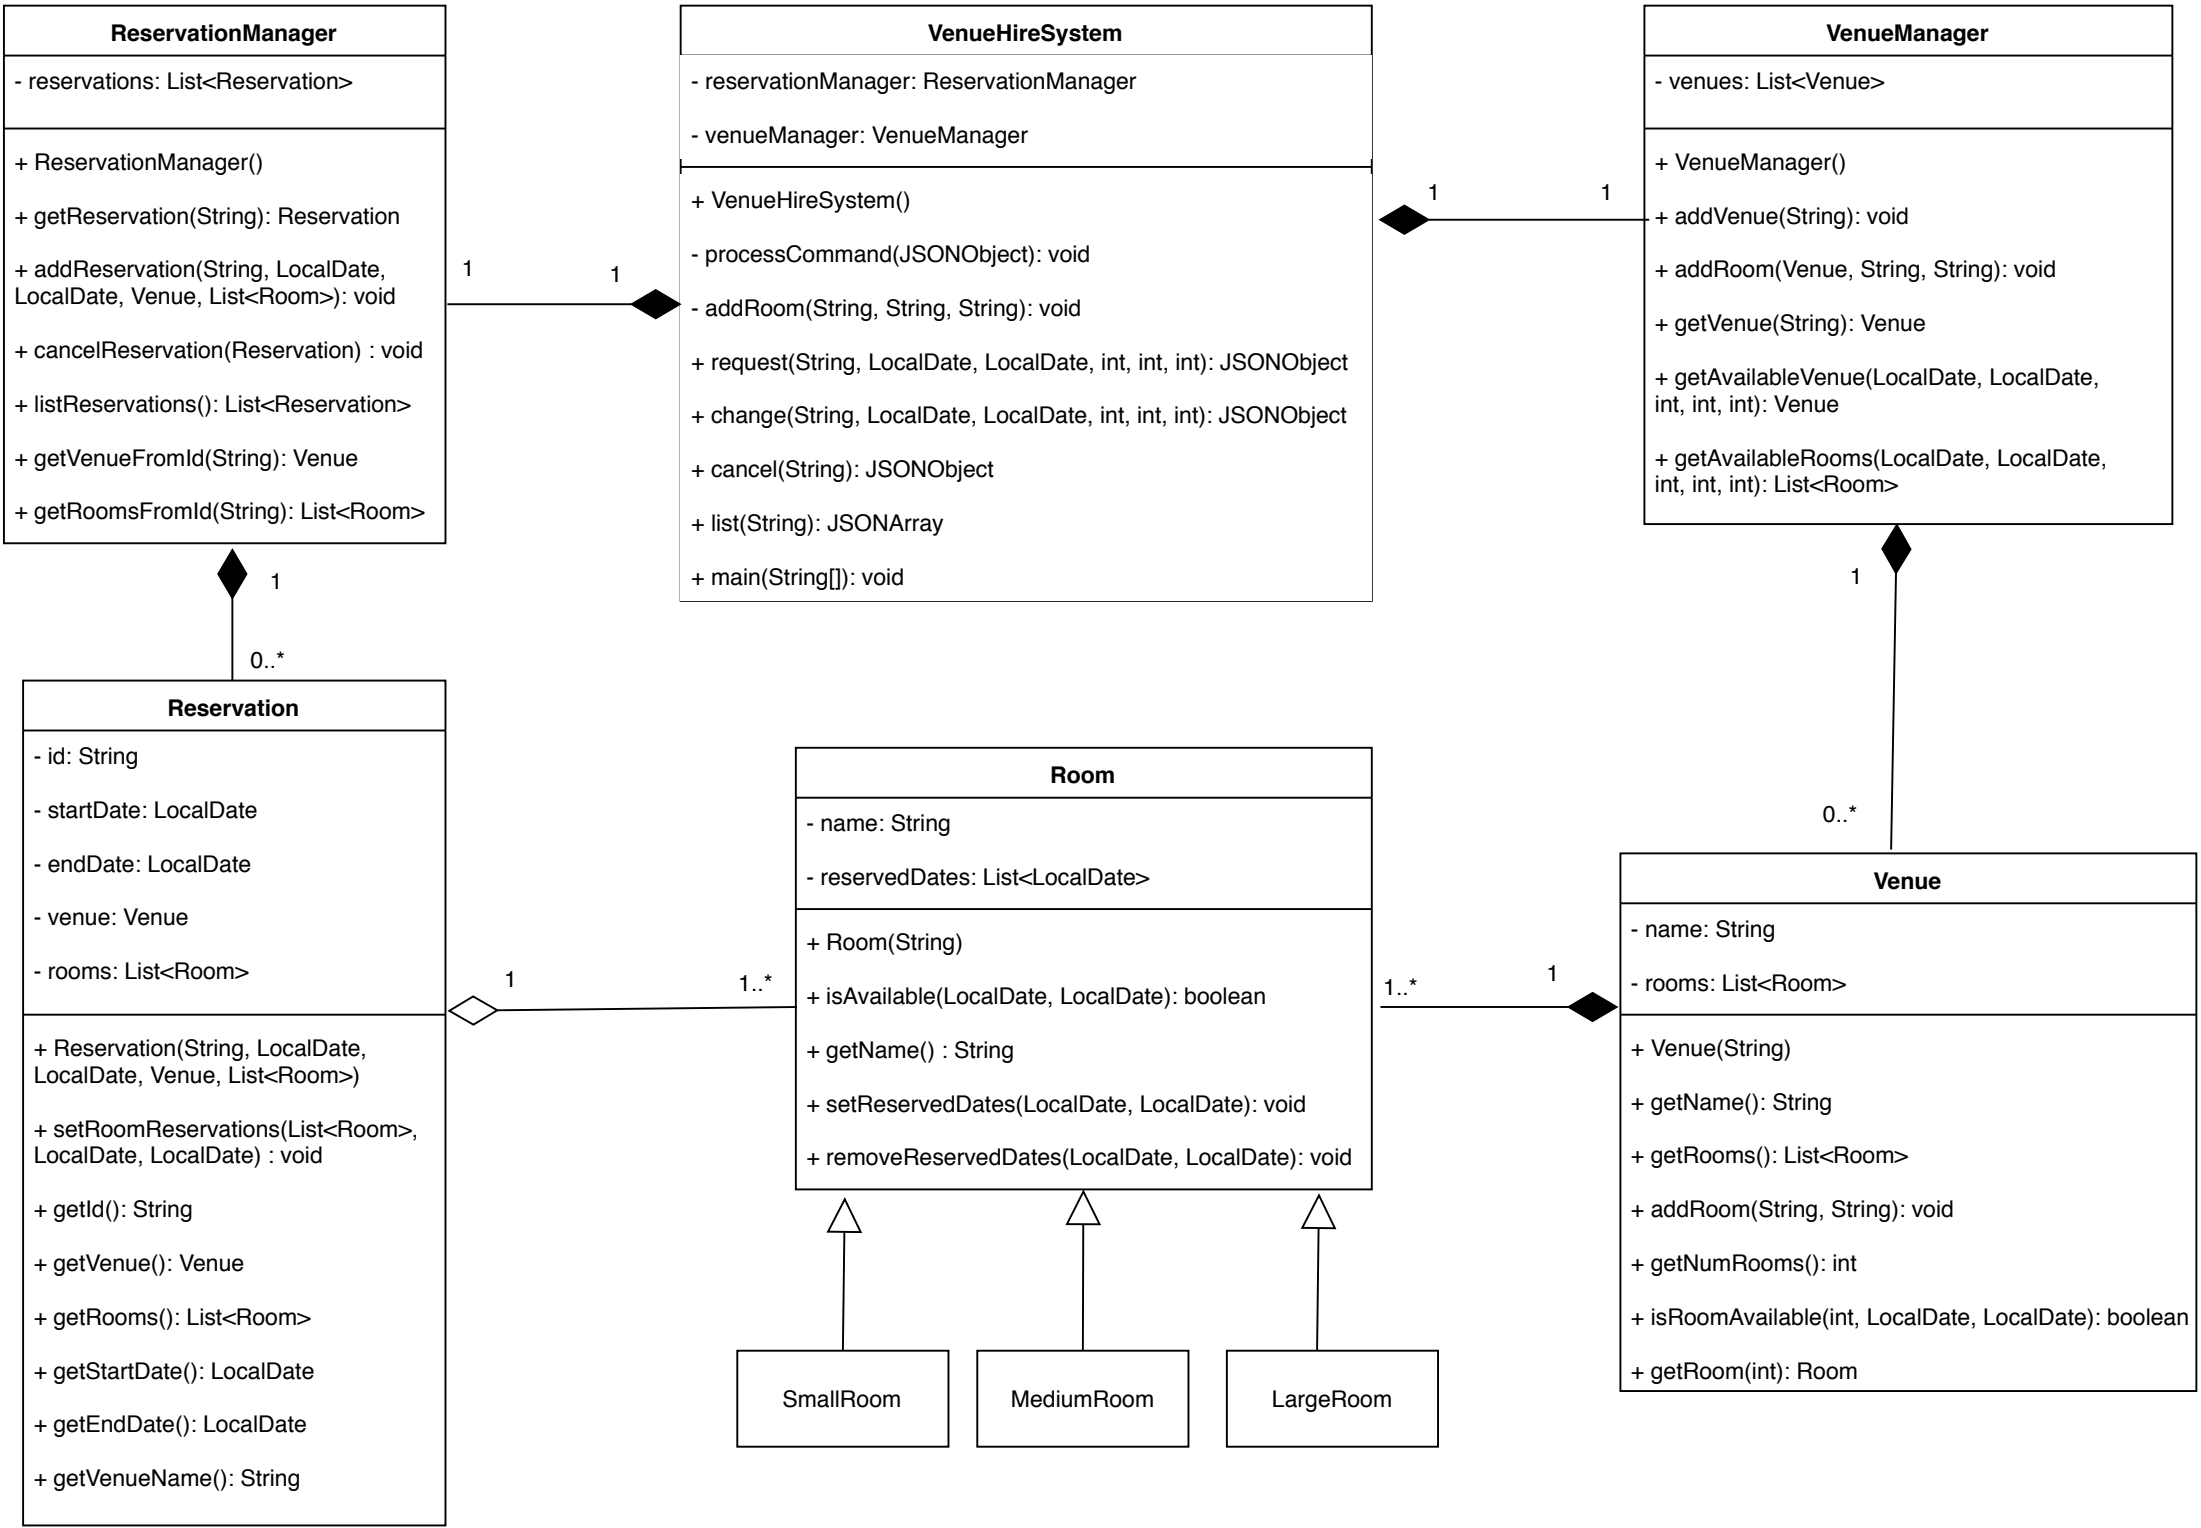 ReservationManager
- reservations: List<Reservation>
+ ReservationManager()
+ getReservation(String): Reservation
+ addReservation(String, LocalDate,
LocalDate, Venue, List<Room>): void
+ cancelReservation(Reservation) : void
+ listReservations(): List<Reservation>
+ getVenueFromId(String): Venue
+ getRoomsFromId(String): List<Room>
1
1
VenueHireSystem
- reservationManager: ReservationManager
- venueManager: VenueManager
+ VenueHireSystem()
- processCommand(JSONObject): void
- addRoom(String, String, String): void
+ request(String, LocalDate, LocalDate, int, int, int): JSONObject
+ change(String, LocalDate, LocalDate, int, int, int): JSONObject
+ cancel(String): JSONObject
+ list(String): JSONArray
+ main(String[]): void
1
1
VenueManager
- venues: List<Venue>
+ VenueManager()
+ addVenue(String): void
+ addRoom(Venue, String, String): void
+ getVenue(String): Venue
+ getAvailableVenue(LocalDate, LocalDate,
int, int, int): Venue
+ getAvailableRooms(LocalDate, LocalDate,
int, int, int): List<Room>
1
0..*
1
0..*
Reservation
- id: String
- startDate: LocalDate
- endDate: LocalDate
- venue: Venue
- rooms: List<Room>
+ Reservation(String, LocalDate,
LocalDate, Venue, List<Room>)
+ setRoomReservations(List<Room>,
LocalDate, LocalDate) : void
+ getId(): String
+ getVenue(): Venue
+ getRooms(): List<Room>
+ getStartDate(): LocalDate
+ getEndDate(): LocalDate
+ getVenueName(): String
1
1..*
Room
- name: String
- reservedDates: List<LocalDate>
+ Room(String)
+ isAvailable(LocalDate, LocalDate): boolean
+ getName() : String
+ setReservedDates(LocalDate, LocalDate): void
+ removeReservedDates(LocalDate, LocalDate): void
SmallRoom
MediumRoom
LargeRoom
1..*
1
Venue
- name: String
- rooms: List<Room>
+ Venue(String)
+ getName(): String
+ getRooms(): List<Room>
+ addRoom(String, String): void
+ getNumRooms(): int
+ isRoomAvailable(int, LocalDate, LocalDate): boolean
+ getRoom(int): Room